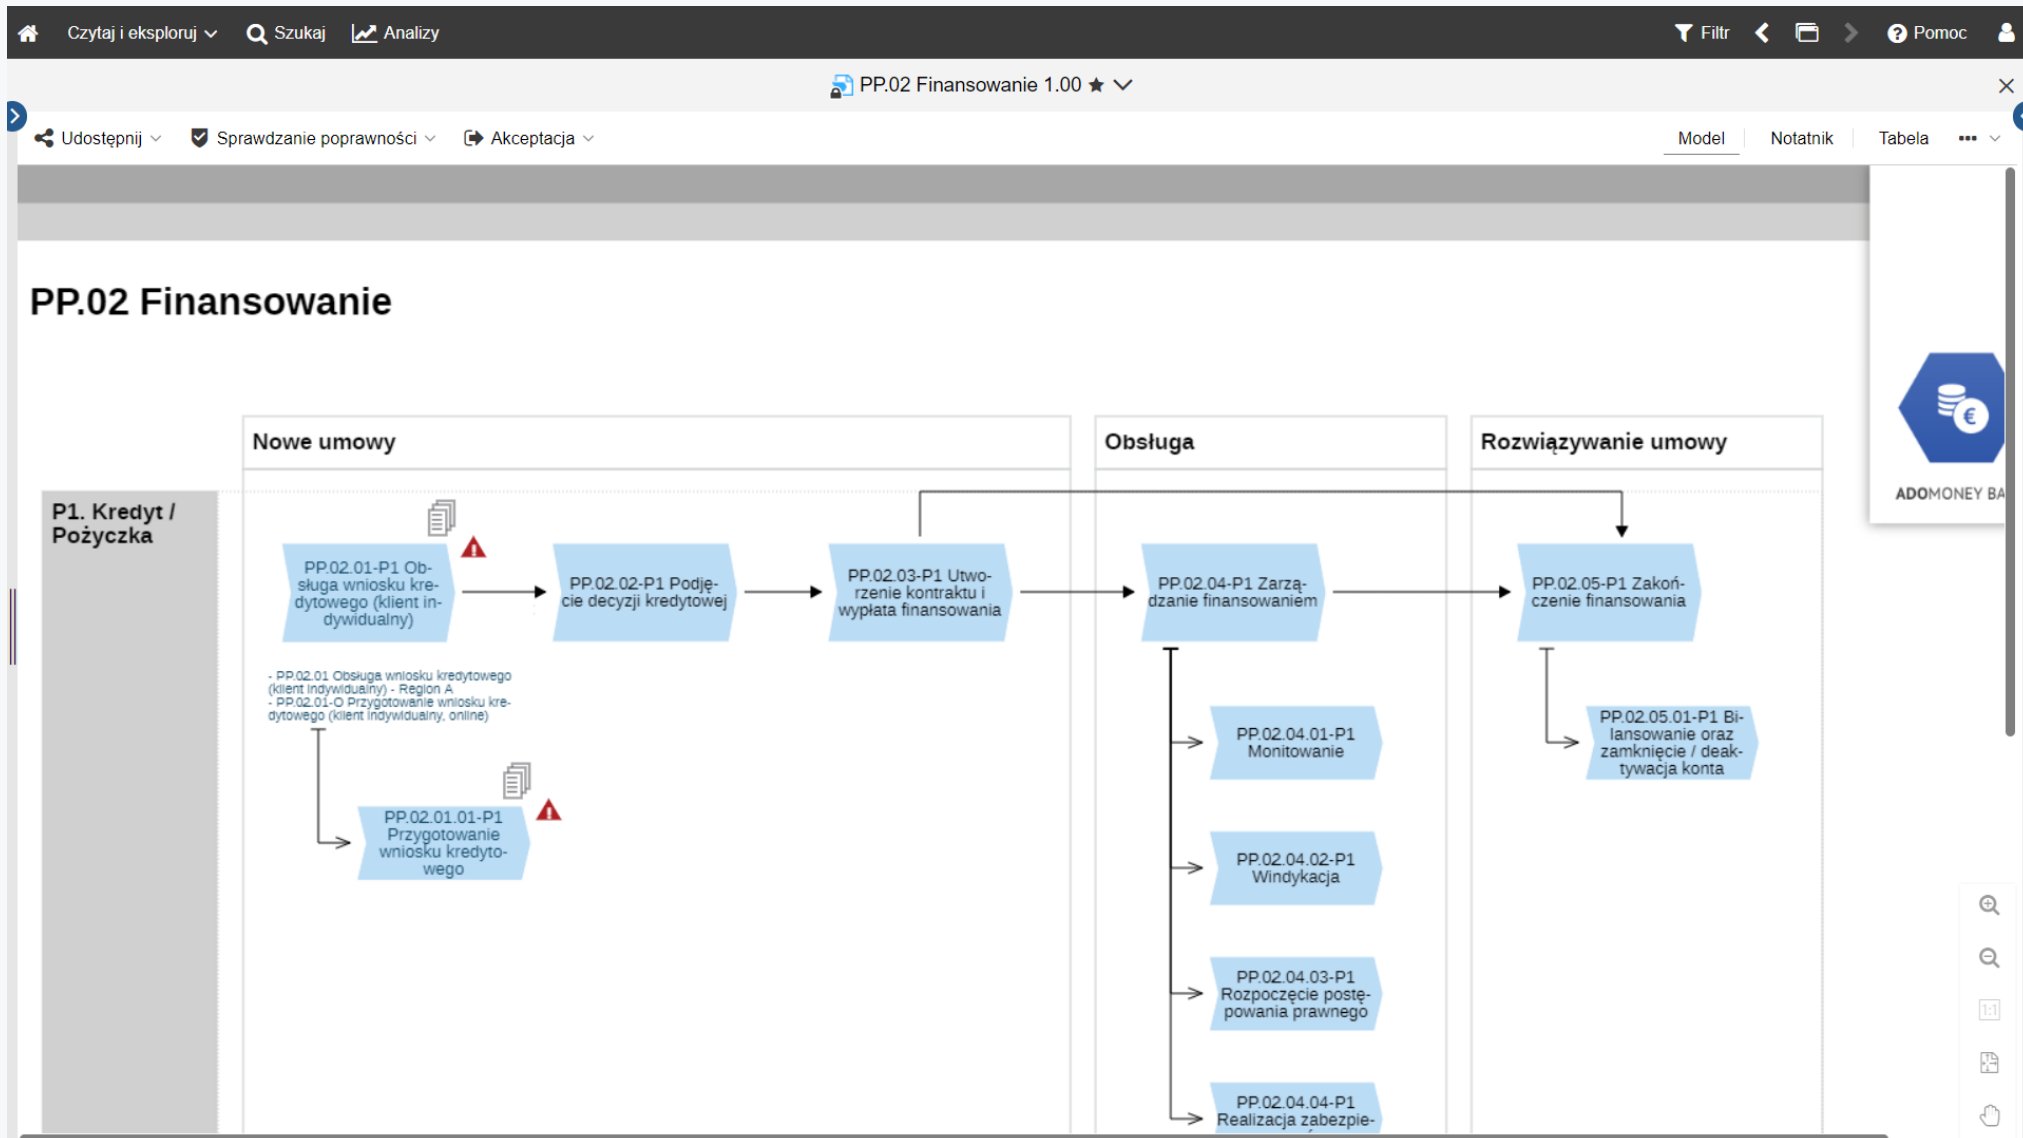 Czytaj i eksploruj
Szukaj
Analizy
Filtr
Pomoc
PP.02 Finansowanie 1.00
Udostępnij
Sprawdzanie poprawności
Akceptacja
Model
Notatnik
Tabela
PP.02 Finansowanie
ADOMONEY BA
Nowe umowy
Obsługa
Rozwiązywanie umowy
P1. Kredyt /
Pożyczka
PP.02.01-P1 Ob-
sługa wniosku kre-
dytowego (klient in-
dywidualny)
PP.02.02-P1 Podję-
cie decyzji kredytowej
PP.02.03-P1 Utwo-
rzenie kontraktu i
wypłata finansowania
PP.02.04-P1 Zarzą-
dzanie finansowaniem
PP.02.05-P1 Zakoń-
czenie finansowania
- PP.02.01 Obsługa wniosku kredytowego
(klient indywidualny) - Region A
- PP.02.01-O Przygotowanie wniosku kre-
dytowego (klient indywidualny, online)
PP.02.01.01-P1
Przygotowanie
wniosku kredyto-
wego
PP.02.04.01-P1
Monitowanie
PP.02.04.02-P1
Windykacja
PP.02.04.03-P1
Rozpoczęcie postę-
powania prawnego
PP.02.04.04-P1
Realizacja zabezpie-
PP.02.05.01-P1 Bi-
lansowanie oraz
zamknięcie / deak-
tywacja konta
1:1